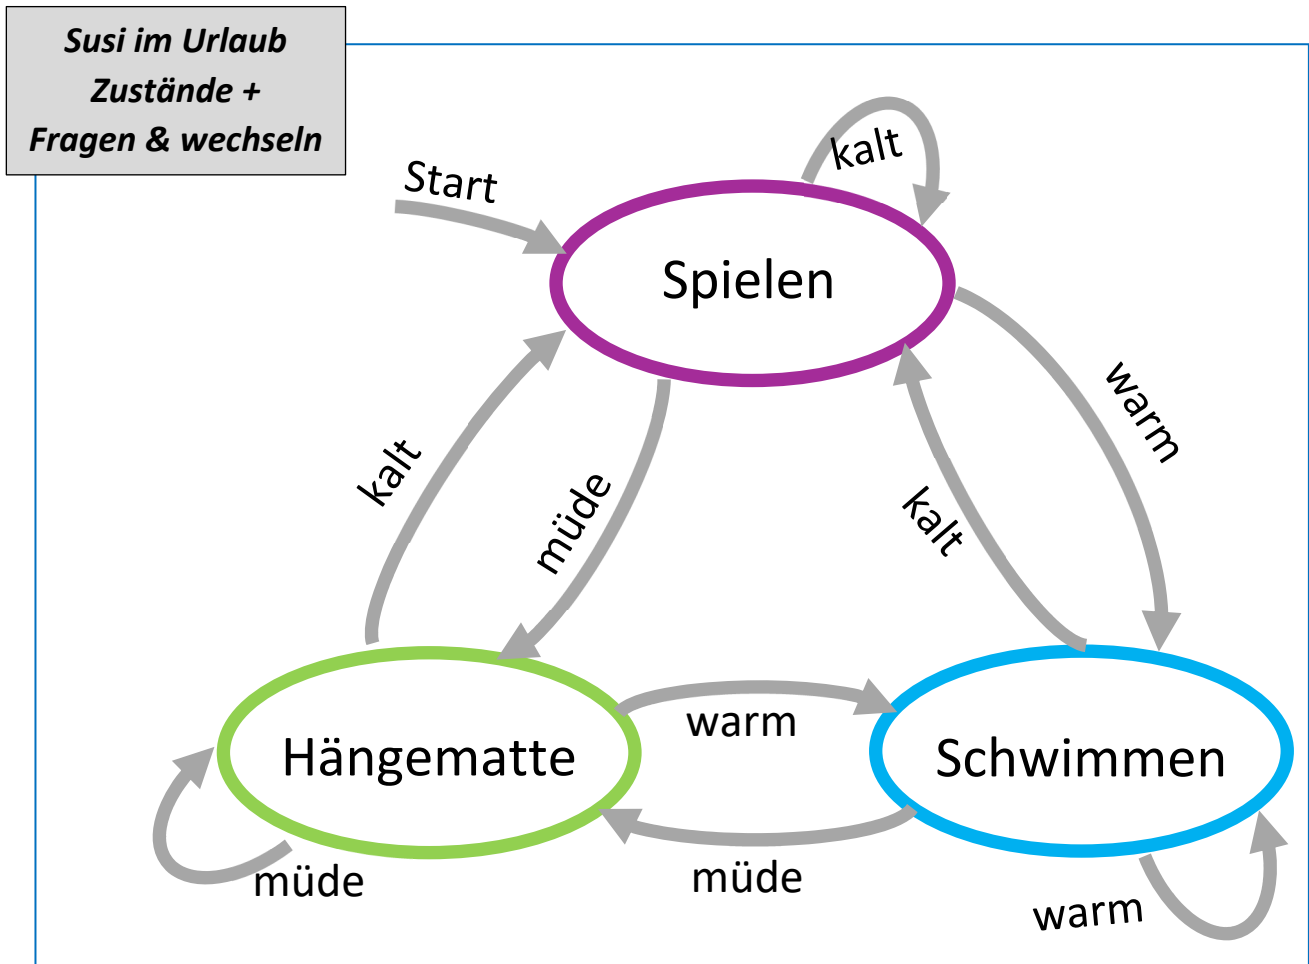 Susi im Urlaub
Zustände +
Fragen & wechseln
kalt
Start
Spielen
warm
kalt
müde
kalt
warm
Hängematte
Schwimmen
müde
müde
warm